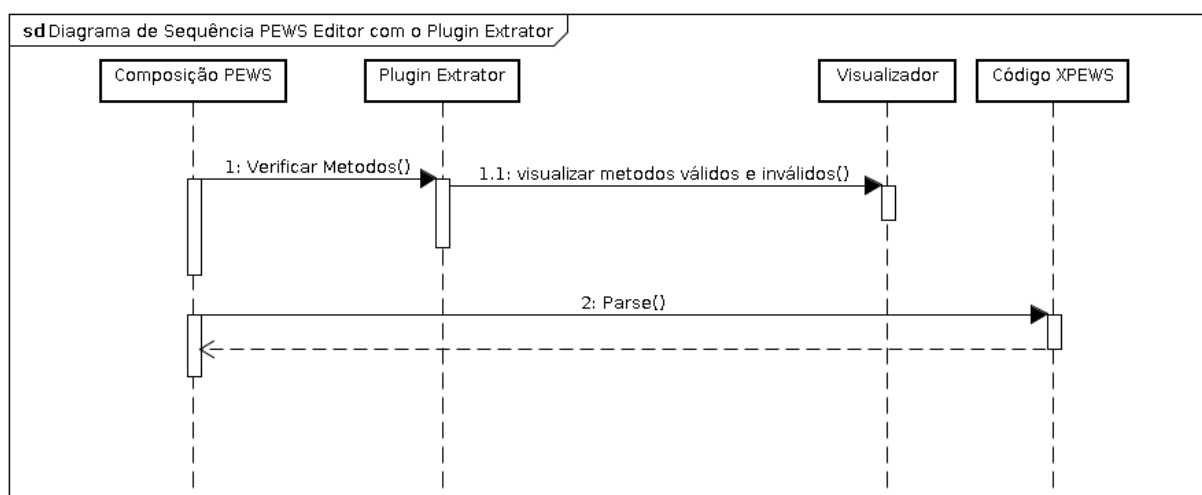 sd Diagrama de Sequência PEWS Editor com o Plugin Extrator
Composição PEWS
Plugin Extrator
Visualizador
Código XPEWS
1: Verificar Metodos()
1.1: visualizar metodos válidos e inválidos()
2: Parse()